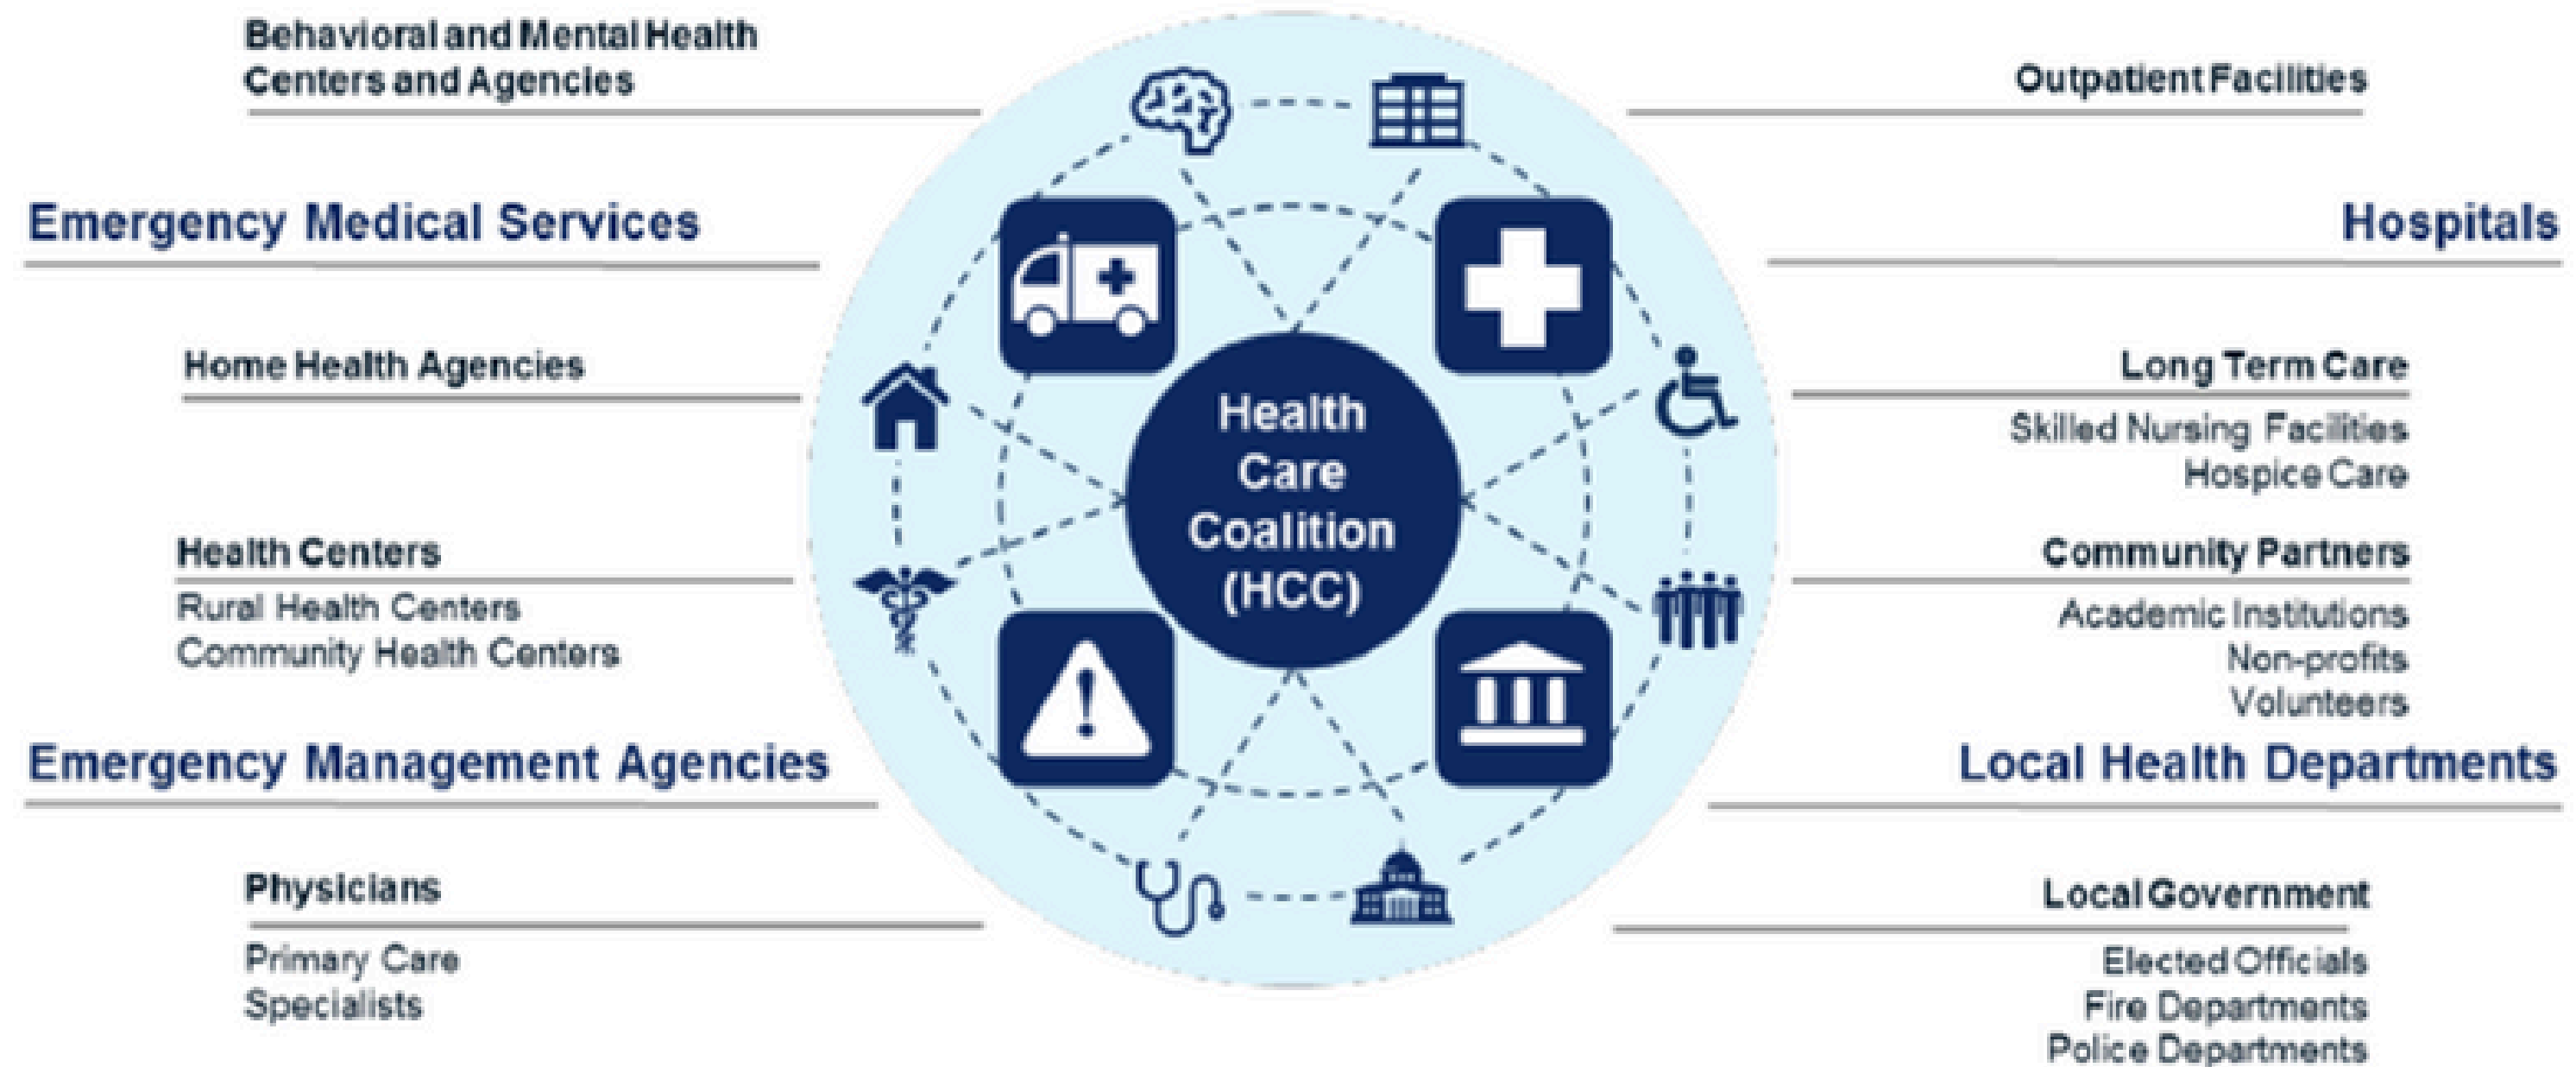 Behavioral and Mental Health
Centers and Agencies
Emergency Medical Services
Home Health Agencies
Health Centers
Rural Health Centers
Community Health Centers
Emergency Management Agencies
Physicians
Primary Care
Specialists
Health
Care
Coalition
(HCC)
Outpatient Facilities
Hospitals
Long Term Care
Skilled Nursing Facilities
Hospice Care
Community Partners
Academic Institutions
Non-profits
Volunteers
Local Health Departments
Local Government
Elected Officials
Fire Departments
Police Departments